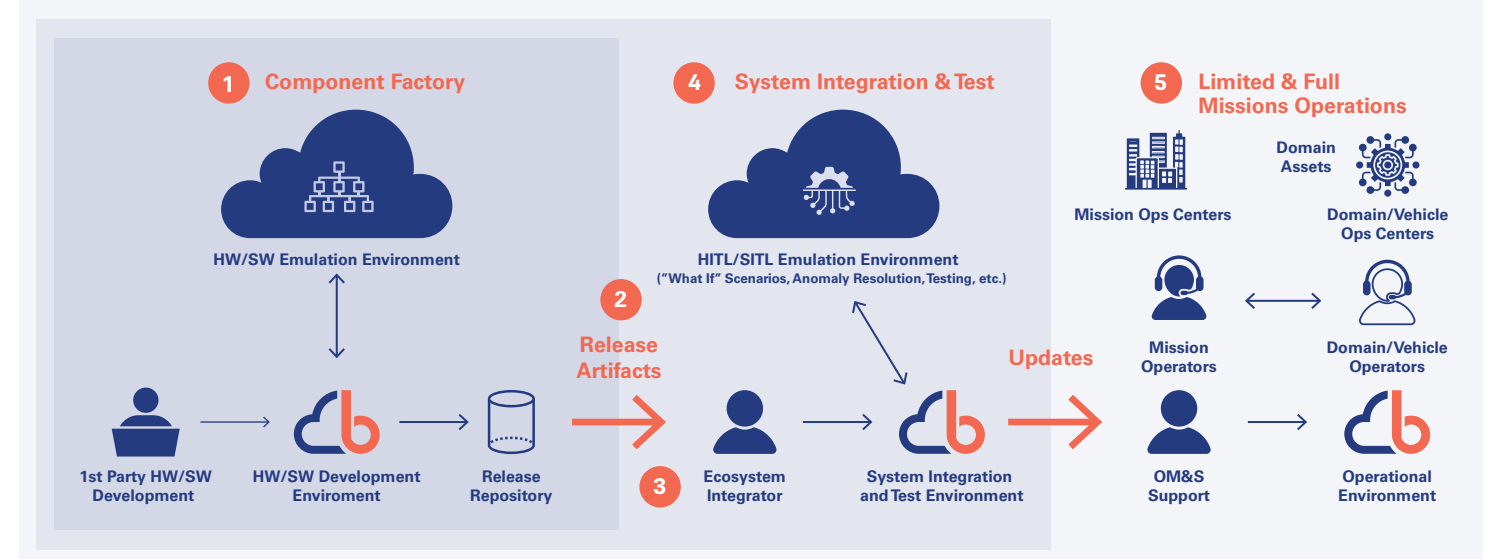 1 Component Factory
HW/SW Emulation Environment
1st Party HW/SW
Development
HW/SW Development
Enviroment
Release
Repository
2
Release
Artifacts
3
4 System Integration & Test
HITL/SITL Emulation Environment
(”What If” Scenarios, Anomaly Resolution, Testing, etc.)
Ecosystem
Integrator
System Integration
and Test Environment
Updates
5 Limited & Full
Missions Operations
Mission Ops Centers
Domain
Assets
Domain/Vehicle
Ops Centers
Mission
Operators
Domain/Vehicle
Operators
OM&S
Support
Operational
Environment